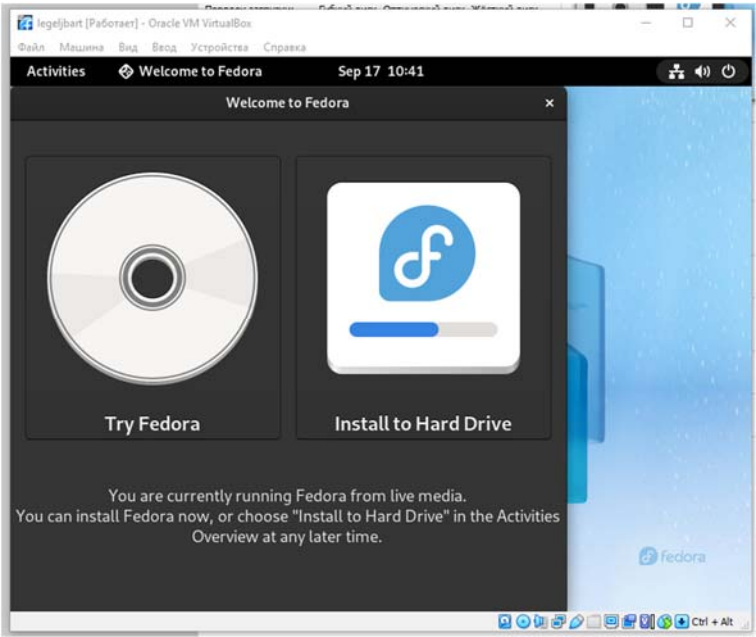 legeljbart [Работает] - Oracle VM VirtualBox
Файл Машина Вид Ввод Устройства Справка
Activities Welcome to Fedora Sep 17 10:41
Welcome to Fedora
Try Fedora Install to Hard Drive
You are currently running Fedora from live media.
You can install Fedora now, or choose "Install to Hard Drive" in the Activities
Overview at any later time.
fedora
Ctrl + Alt